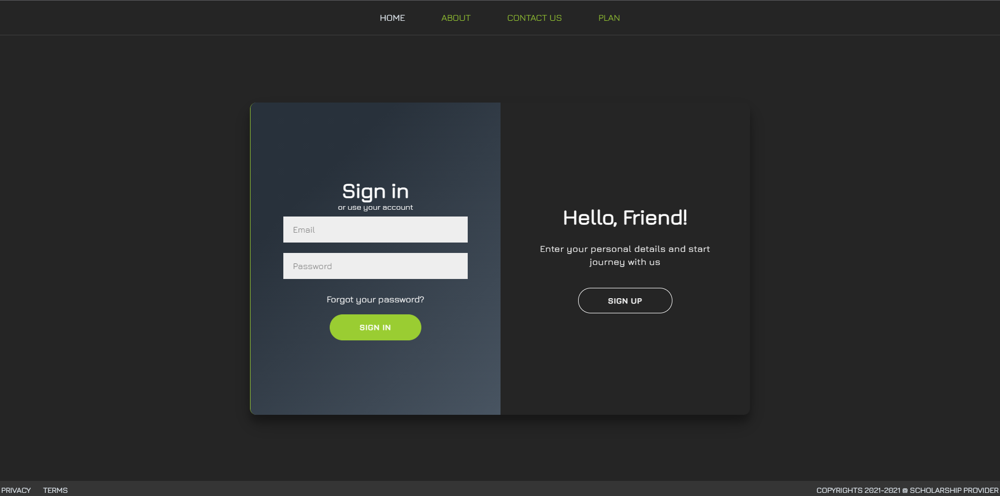 HOME ABOUT CONTACT US PLAN
Sign in
or use your account
Email
Password
Forgot your password?
SIGN IN
Hello, Friend!
Enter your personal details and start
journey with us
SIGN UP
PRIVACY TERMS
COPYRIGHTS 2021-2021 @ SCHOLARSHIP PROVIDER